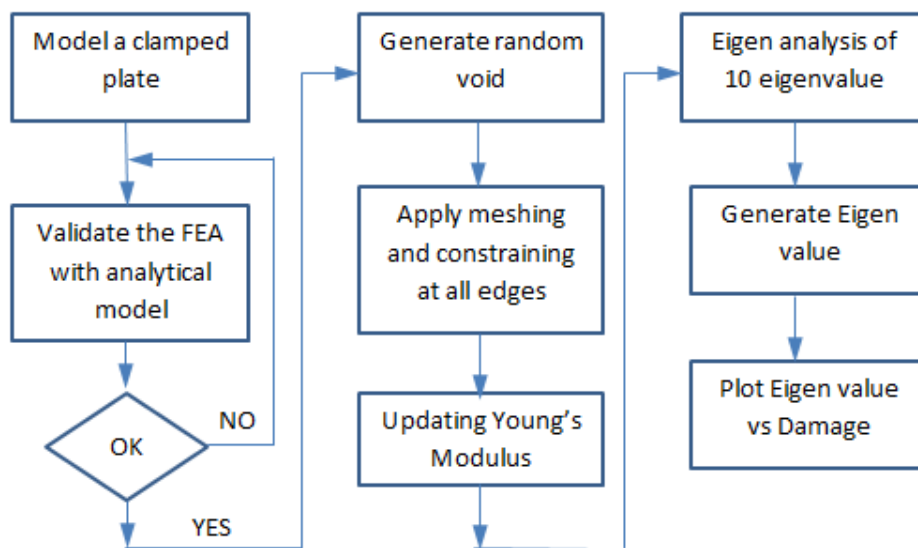 Model a clamped
plate
Validate the FEA
with analytical
model
OK
NO
YES
Generate random
void
Apply meshing
and constraining
at all edges
Updating Young's
Modulus
Eigen analysis of
10 eigenvalue
Generate Eigen
value
Plot Eigen value
vs Damage